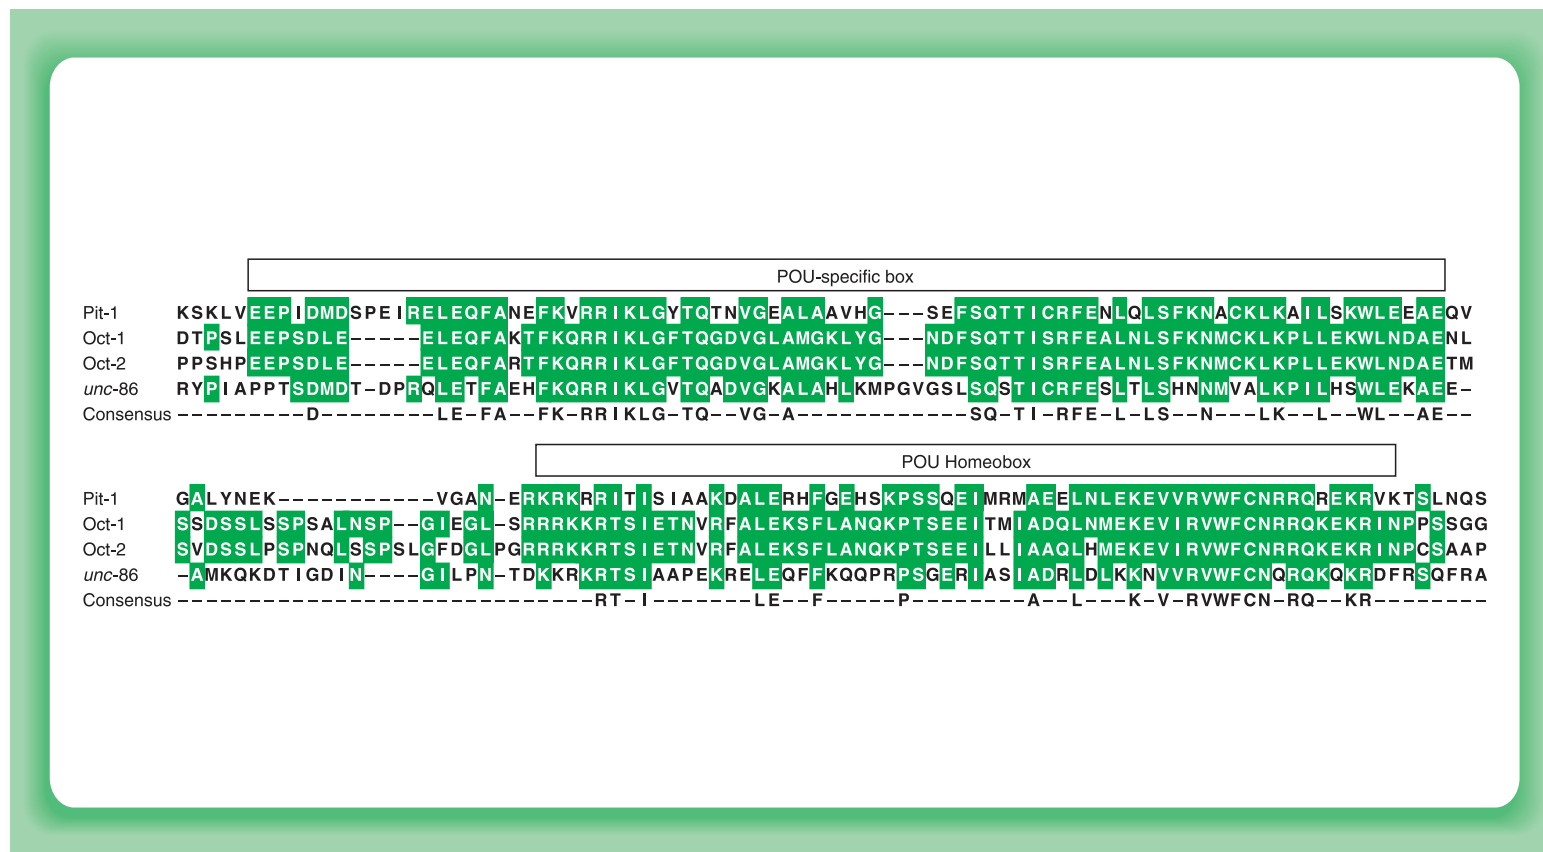 POU-specific box
Pit-1 KSKLVEEPIDMDSPEIRELEQFANEFKVRRIKLGYTQTNVGEALAAVHG---SEFSQTTICRFENLQLSFKNACKLKAILSKWLEEAEQV
Oct-1 DTPSLEEPSDLE-----ELEQFAKTFKQRRIKLGFTQGDVGLAMGKLYG---NDFSQTTISRFEALNLSFKNMCKLKPLLEKWLNDAENL
Oct-2 PPSHPEEPSDLE-----ELEQFARTFKQRRIKLGFTQGDVGLAMGKLYG---NDFSQTTISRFEALNLSFKNMCKLKPLLEKWLNDAETM
unc-86 RYPIAPPTSDMDT-DPRQLETFAEHFKQRRIKLGVTQADVGKALAHLKMPGVGSLSQSTICRFESLTLSHNNMVALKPILHSWLEKAEE-
Consensus ---------D--------LE-FA--FK-RRIKLG-TQ--VG-A------------SQ-TI-RFE-L-LS--N---LK--L--WL--AE--
POU Homeobox
Pit-1 GALYNEK-----------VGAN-ERKRKRRITISIAAKDALERHFGEHSKPSSQEIMRMAEELNLEKEVVRVWFCNRRQREKRVKTSLNQS
Oct-1 SSDSSLSSPSALNSP--GIEGL-SRRRKKRTSIETNVRFALEKSFLANQKPTSEEITMIADQLNMEKEVIRVWFCNRRQKEKRINPPSSGG
Oct-2 SVDSSLPSPNQLSSPSLGFDGLPGRRRKKRTSIETNVRFALEKSFLANQKPTSEEILLIAAQLHMEKEVIRVWFCNRRQKEKRINPCSAAP
unc-86 -AMKQKDTIGDIN----GILPN-TDKKRKRTSIAAPEKRELEQFFKQQPRPSGERIASIADRLDLKKNVVRVWFCNQRQKQKRDFRSQFRA
Consensus -----------------------------RT-I-------LE--F-----P--------A--L---K-V-RVWFCN-RQ--KR--------